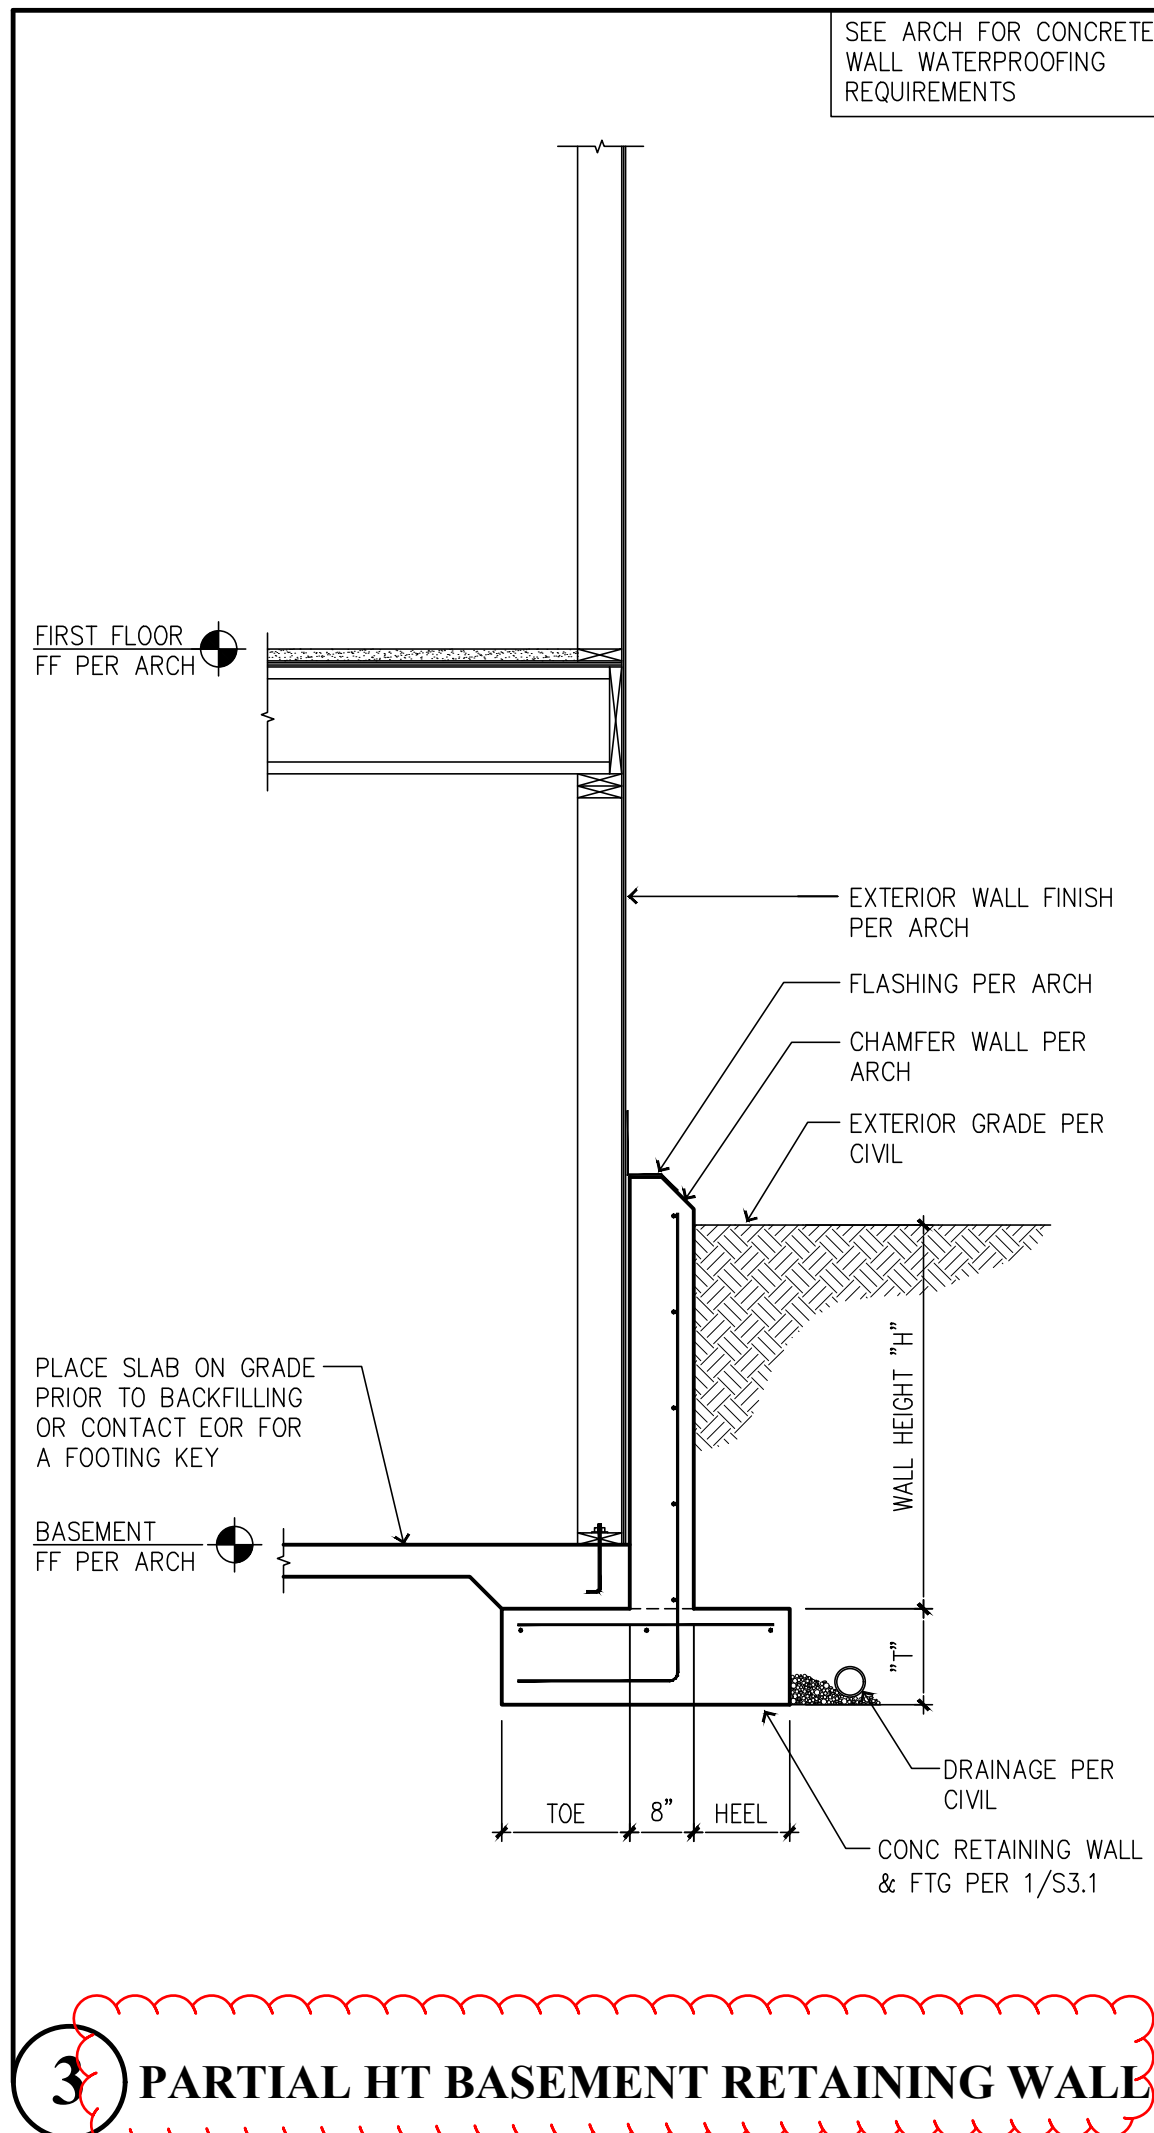 SEE ARCH FOR CONCRETE
WALL WATERPROOFING
REQUIREMENTS
FIRST FLOOR
FF PER ARCH
EXTERIOR WALL FINISH
PER ARCH
FLASHING PER ARCH
CHAMFER WALL PER
ARCH
EXTERIOR GRADE PER
CIVIL
WALL HEIGHT "H"
PLACE SLAB ON GRADE
PRIOR TO BACKFILLING
OR CONTACT EOR FOR
A FOOTING KEY
BASEMENT
FF PER ARCH
"T"
DRAINAGE PER
CIVIL
TOE
8"
HEEL
CONC RETAINING WALL
& FTG PER 1/S3.1
3
PARTIAL HT BASEMENT RETAINING WALL